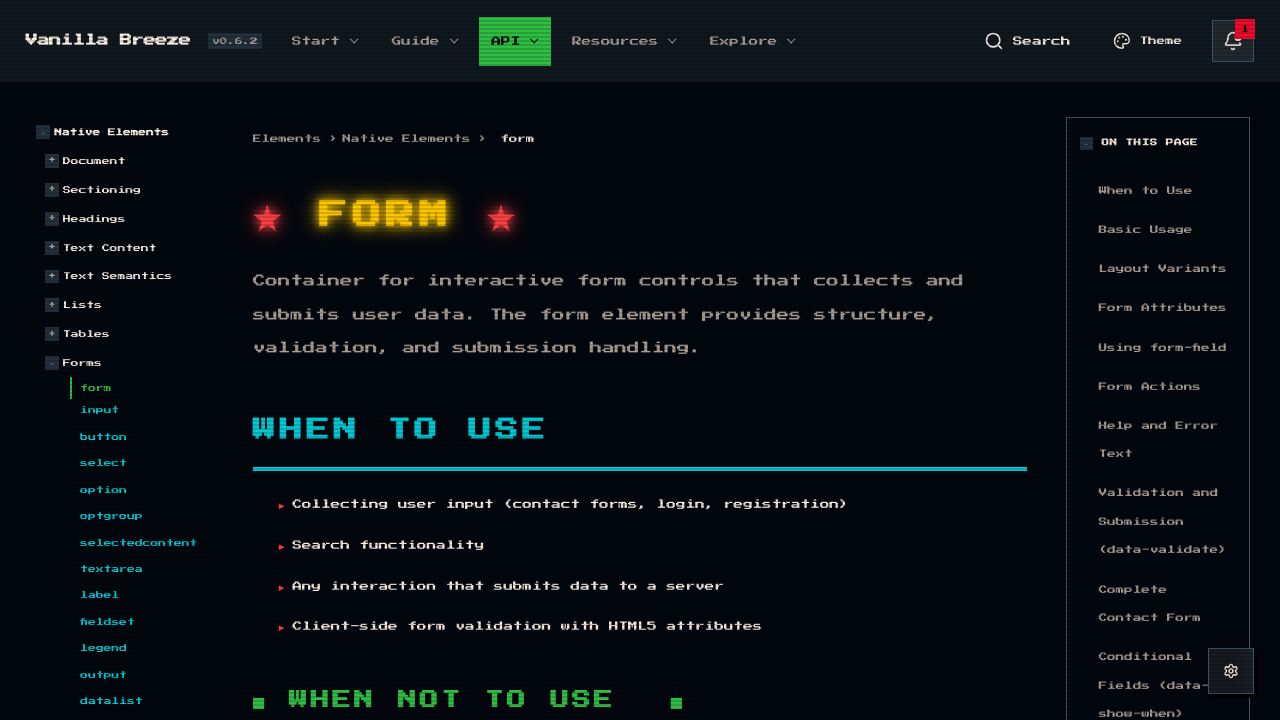 Vanilla Breeze v0.6.2 Start Guide API Resources Explore Search Theme 1
Native Elements
Document
Sectioning
Headings
Text Content
Text Semantics
Lists
Tables
Forms
form
input
button
select
option
optgroup
selectedcontent
textarea
label
fieldset
legend
output
datalist
Elements › Native Elements › form
★ FORM ★
Container for interactive form controls that collects and
submits user data. The form element provides structure,
validation, and submission handling.
WHEN TO USE
Collecting user input (contact forms, login, registration)
Search functionality
Any interaction that submits data to a server
Client-side form validation with HTML5 attributes
WHEN NOT TO USE
ON THIS PAGE
When to Use
Basic Usage
Layout Variants
Form Attributes
Using form-field
Form Actions
Help and Error
Text
Validation and
Submission
(data-validate)
Complete
Contact Form
Conditional
Fields (data-
show-when)